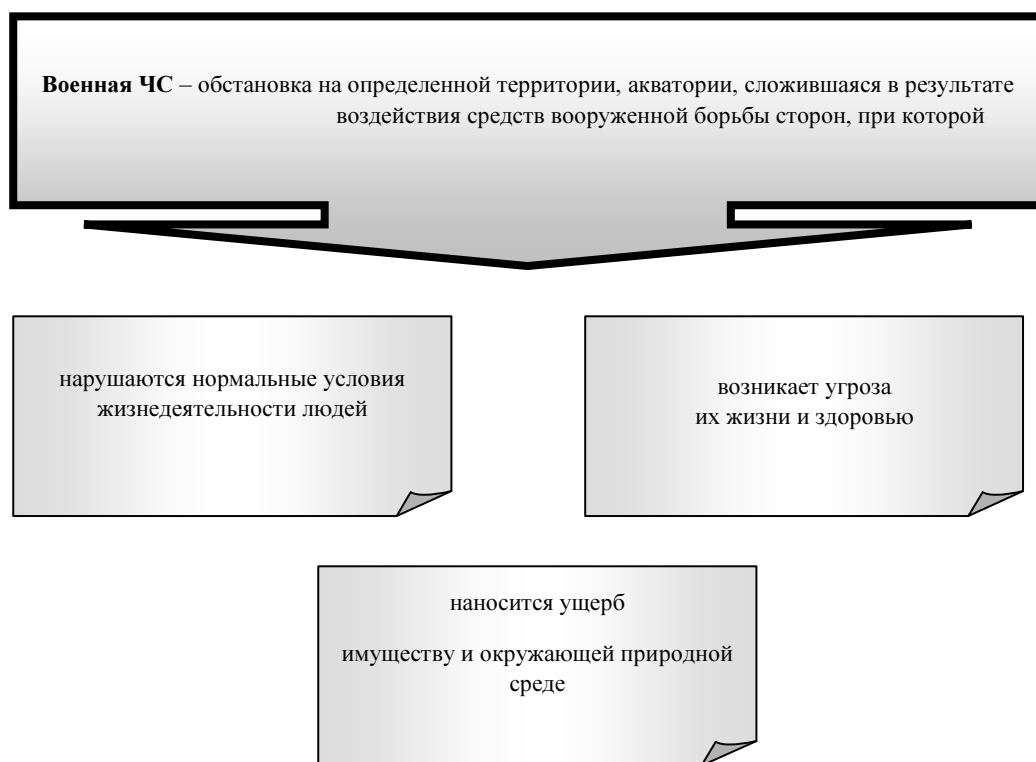 Военная ЧС – обстановка на определенной территории, акватории, сложившаяся в результате
воздействия средств вооруженной борьбы сторон, при которой
нарушаются нормальные условия
жизнедеятельности людей
возникает угроза
их жизни и здоровью
наносится ущерб
имуществу и окружающей природной
среде